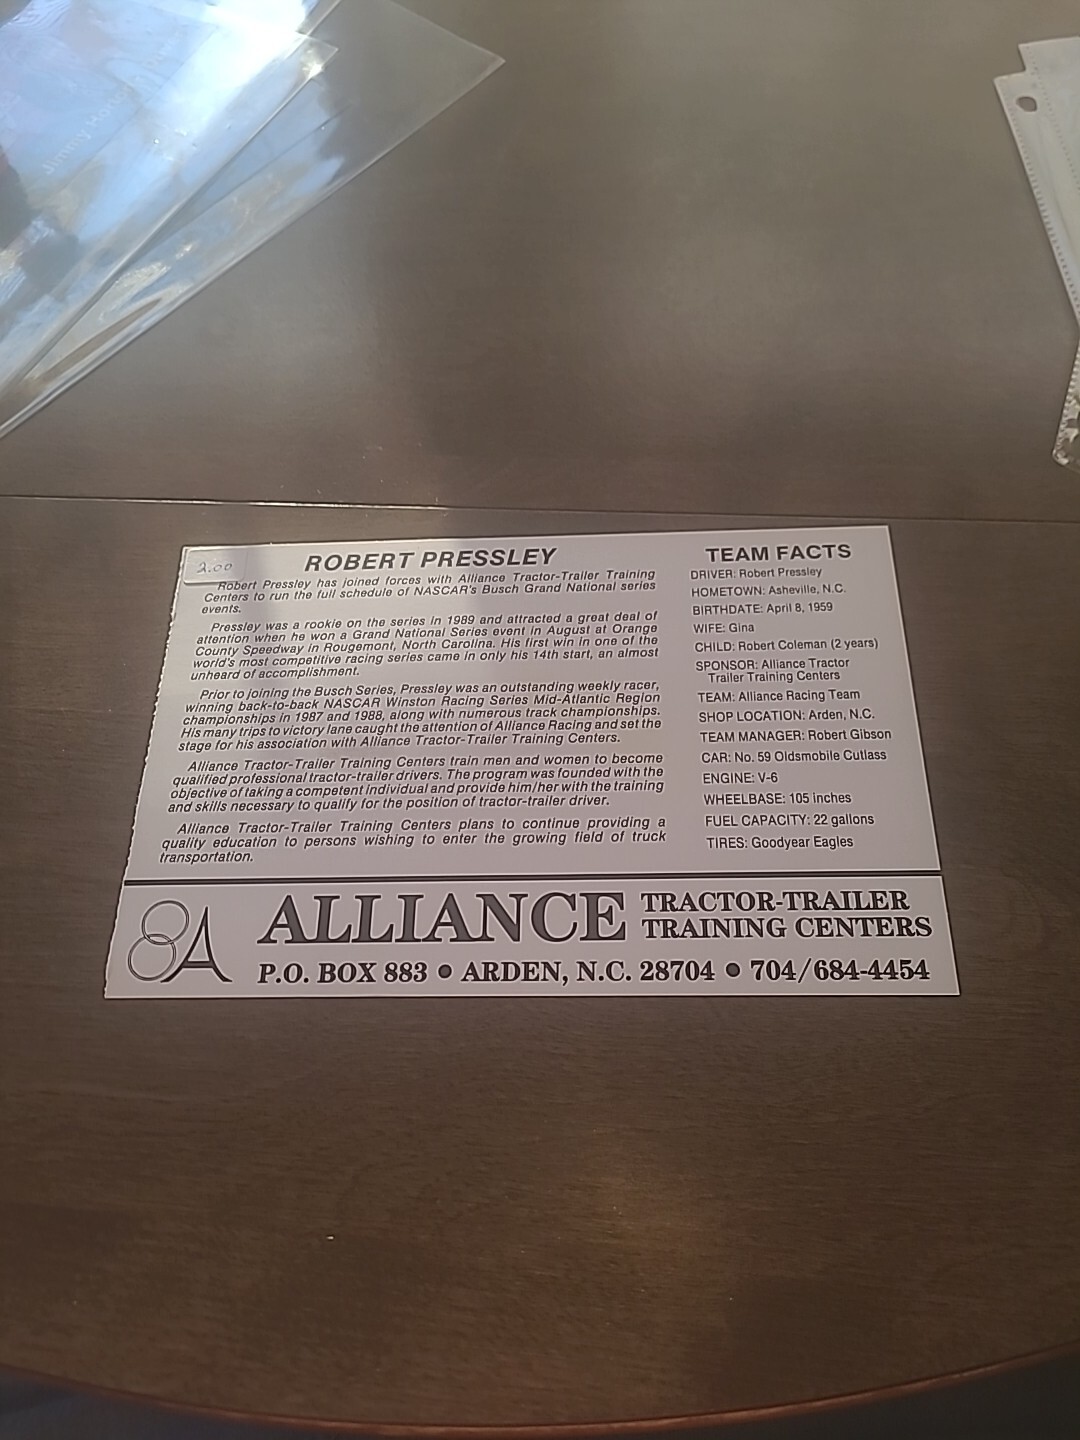 2.00
ROBERT PRESSLEY
Robert Pressley has joined forces with Alliance Tractor-Trailer Training
Centers to run the full schedule of NASCAR's Busch Grand National series
events.
Pressley was a rookie on the series in 1989 and attracted a great deal of
attention when he won a Grand National Series event in August at Orange
County Speedway in Rougemont, North Carolina. His first win in one of the
world's most competitive racing series came in only his 14th start, an almost
unheard of accomplishment.
Prior to joining the Busch Series, Pressley was an outstanding weekly racer,
winning back-to-back NASCAR Winston Racing Series Mid-Atlantic Region
championships in 1987 and 1988, along with numerous track championships.
His many trips to victory lane caught the attention of Alliance Racing and set the
stage for his association with Alliance Tractor-Trailer Training Centers.
Alliance Tractor-Trailer Training Centers train men and women to become
qualified professional tractor-trailer drivers. The program was founded with the
objective of taking a competent individual and provide him/her with the training
and skills necessary to qualify for the position of tractor-trailer driver.
Alliance Tractor-Trailer Training Centers plans to continue providing a
quality education to persons wishing to enter the growing field of truck
transportation.
TEAM FACTS
DRIVER: Robert Pressley
HOMETOWN: Asheville, N.C.
BIRTHDATE: April 8, 1959
WIFE: Gina
CHILD: Robert Coleman (2 years)
SPONSOR: Alliance Tractor
Trailer Training Centers
TEAM: Alliance Racing Team
SHOP LOCATION: Arden, N.C.
TEAM MANAGER: Robert Gibson
CAR: No. 59 Oldsmobile Cutlass
ENGINE: V-6
WHEELBASE: 105 inches
FUEL CAPACITY: 22 gallons
TIRES: Goodyear Eagles
ALLIANCE TRACTOR-TRAILER
TRAINING CENTERS
P.O. BOX 883 ● ARDEN, N.C. 28704 ● 704/684-4454